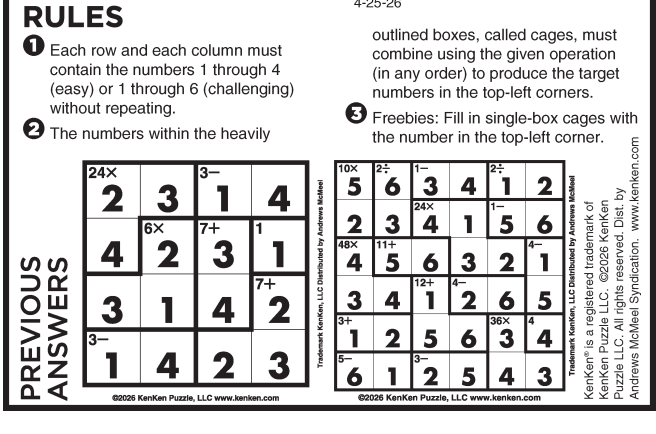 RULES
1 Each row and each column must
contain the numbers 1 through 4
(easy) or 1 through 6 (challenging)
without repeating.
2 The numbers within the heavily
4-25-26
outlined boxes, called cages, must
combine using the given operation
(in any order) to produce the target
numbers in the top-left corners.
3 Freebies: Fill in single-box cages with
the number in the top-left corner.
PREVIOUS
ANSWERS
24× 3−
2 3 1 4
6× 7+ 1
4 2 3 1
7+
3 1 4 2
3−
1 4 2 3
©2026 KenKen Puzzle, LLC www.kenken.com
Trademark KenKen, LLC Distributed by Andrews McMeel
10× 2÷ 1− 2÷
5 6 3 4 1 2
24× 1−
2 3 4 1 5 6
48× 11+ 4−
4 5 6 3 2 1
12+ 4−
3 4 1 2 6 5
3+ 36× 4
1 2 5 6 3 4
5− 3−
6 1 2 5 4 3
©2026 KenKen Puzzle, LLC www.kenken.com
Trademark KenKen, LLC Distributed by Andrews McMeel
KenKen® is a registered trademark of
KenKen Puzzle LLC. ©2026 KenKen
Puzzle LLC. All rights reserved. Dist. by
Andrews McMeel Syndication. www.kenken.com